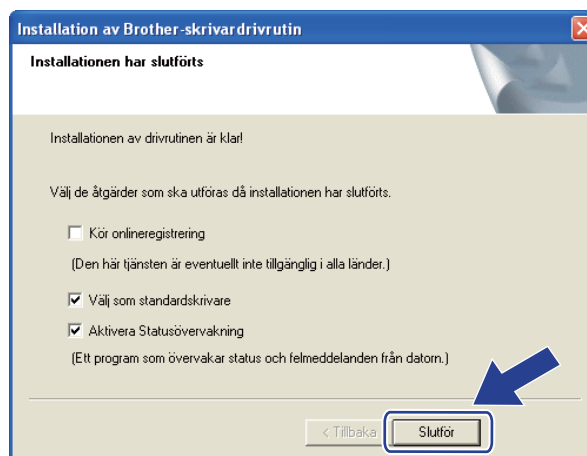 Installation av Brother-skrivardrivrutin
Installationen har slutförts
Installationen av drivrutinen är klar!
Välj de åtgärder som ska utföras då installationen har slutförts.
Kör onlineregistrering
(Den här tjänsten är eventuellt inte tillgänglig i alla länder.)
Välj som standardskrivare
Aktivera Statusövervakning
(Ett program som övervakar status och felmeddelanden från datorn.)
< Tillbaka
Slutför